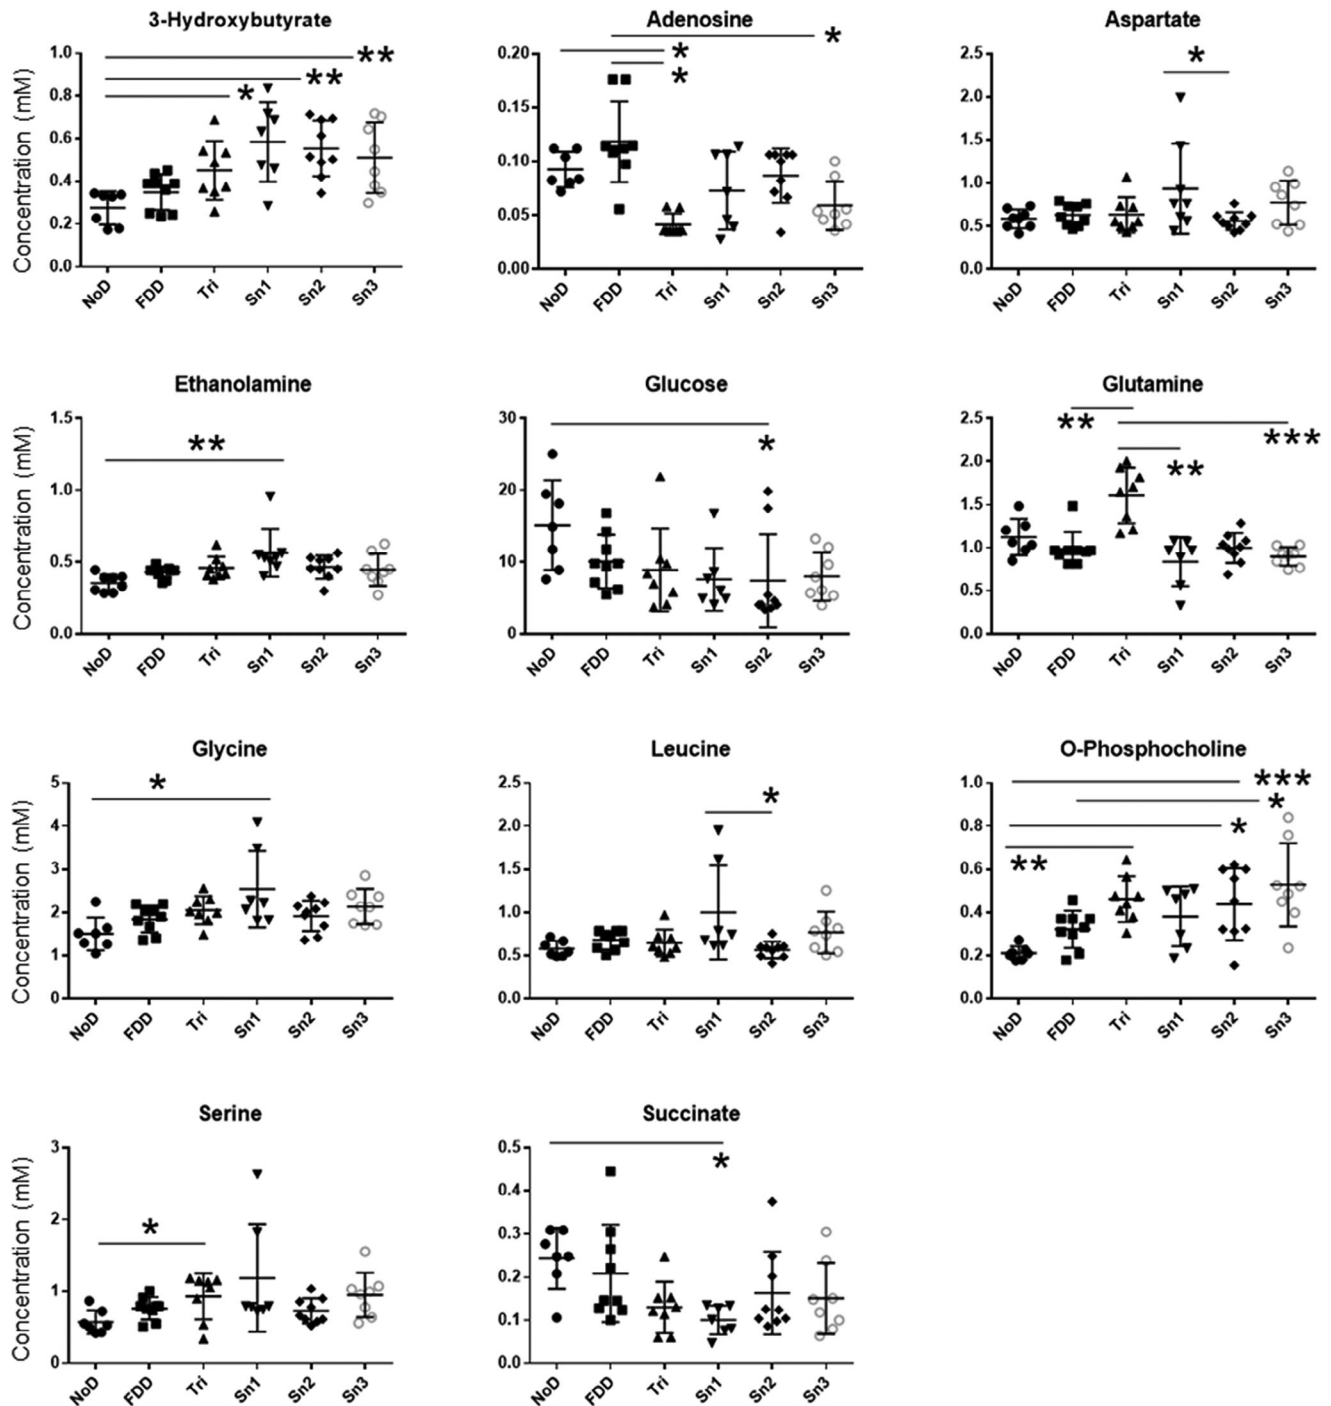 3-Hydroxybutyrate
Adenosine
Aspartate
Concentration (mM)
1.0
0.8
0.6
0.4
0.2
0.0
** ** *
NoD FDD Tri Sn1 Sn2 Sn3
0.20
0.15
0.10
0.05
0.00
* * *
NoD FDD Tri Sn1 Sn2 Sn3
2.5
2.0
1.5
1.0
0.5
0.0
*
NoD FDD Tri Sn1 Sn2 Sn3
Ethanolamine
Glucose
Glutamine
Concentration (mM)
1.5
1.0
0.5
0.0
**
NoD FDD Tri Sn1 Sn2 Sn3
30
20
10
0
*
NoD FDD Tri Sn1 Sn2 Sn3
2.5
2.0
1.5
1.0
0.5
0.0
** *** **
NoD FDD Tri Sn1 Sn2 Sn3
Glycine
Leucine
O-Phosphocholine
Concentration (mM)
5
4
3
2
1
0
*
NoD FDD Tri Sn1 Sn2 Sn3
2.5
2.0
1.5
1.0
0.5
0.0
*
NoD FDD Tri Sn1 Sn2 Sn3
1.0
0.8
0.6
0.4
0.2
0.0
*** * * **
NoD FDD Tri Sn1 Sn2 Sn3
Serine
Succinate
Concentration (mM)
3
2
1
0
*
NoD FDD Tri Sn1 Sn2 Sn3
0.5
0.4
0.3
0.2
0.1
0.0
*
NoD FDD Tri Sn1 Sn2 Sn3